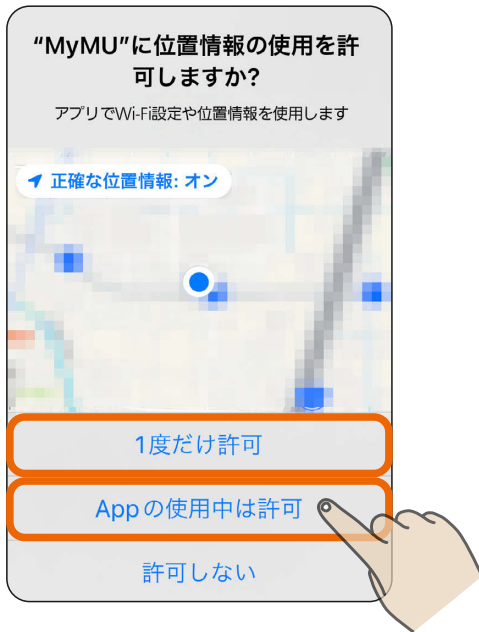 “MyMU”に位置情報の使用を許
可しますか?
アプリでWi-Fi設定や位置情報を使用します
正確な位置情報: オン
1度だけ許可
Appの使用中は許可
許可しない